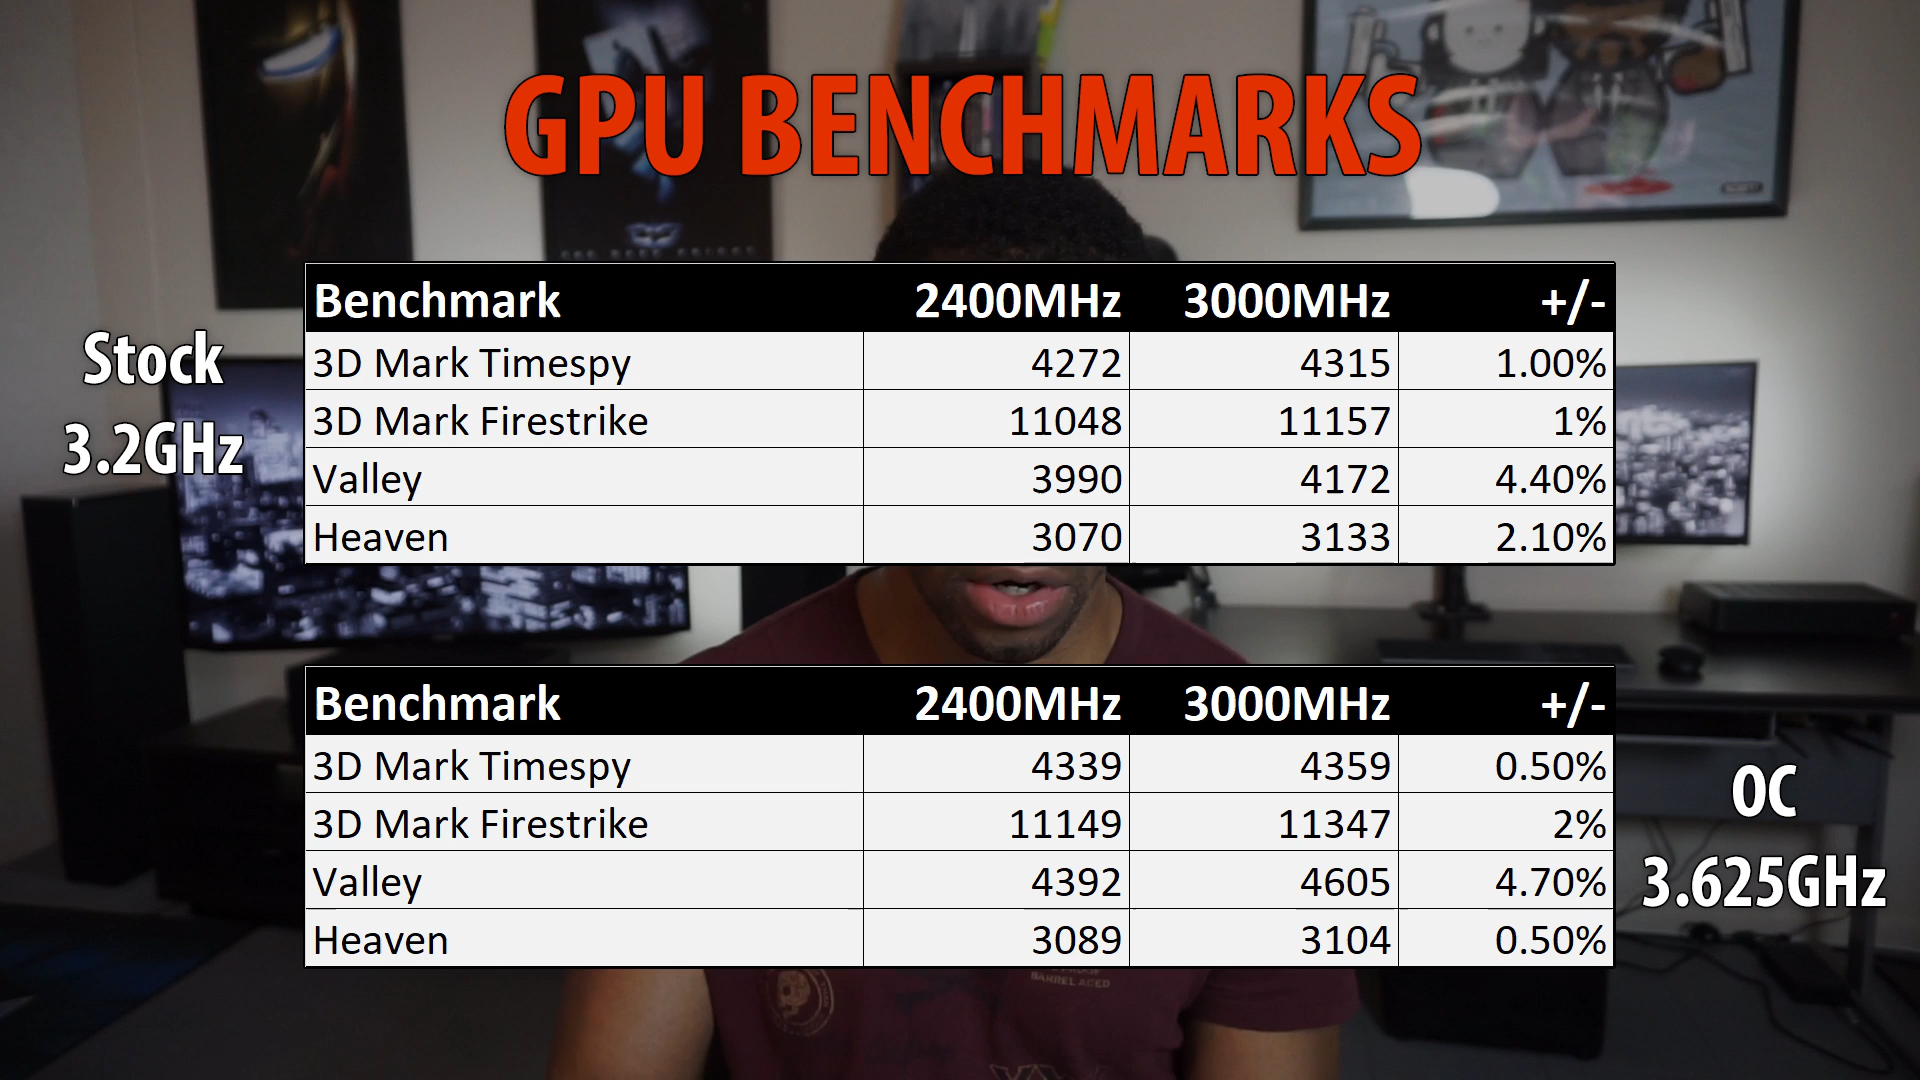 GPU BENCHMARKS
Stock
3.2GHz
Benchmark 2400MHz 3000MHz +/-
3D Mark Timespy 4272 4315 1.00%
3D Mark Firestrike 11048 11157 1%
Valley 3990 4172 4.40%
Heaven 3070 3133 2.10%
Benchmark 2400MHz 3000MHz +/-
3D Mark Timespy 4339 4359 0.50%
3D Mark Firestrike 11149 11347 2%
Valley 4392 4605 4.70%
Heaven 3089 3104 0.50%
OC
3.625GHz
BARREL AGED